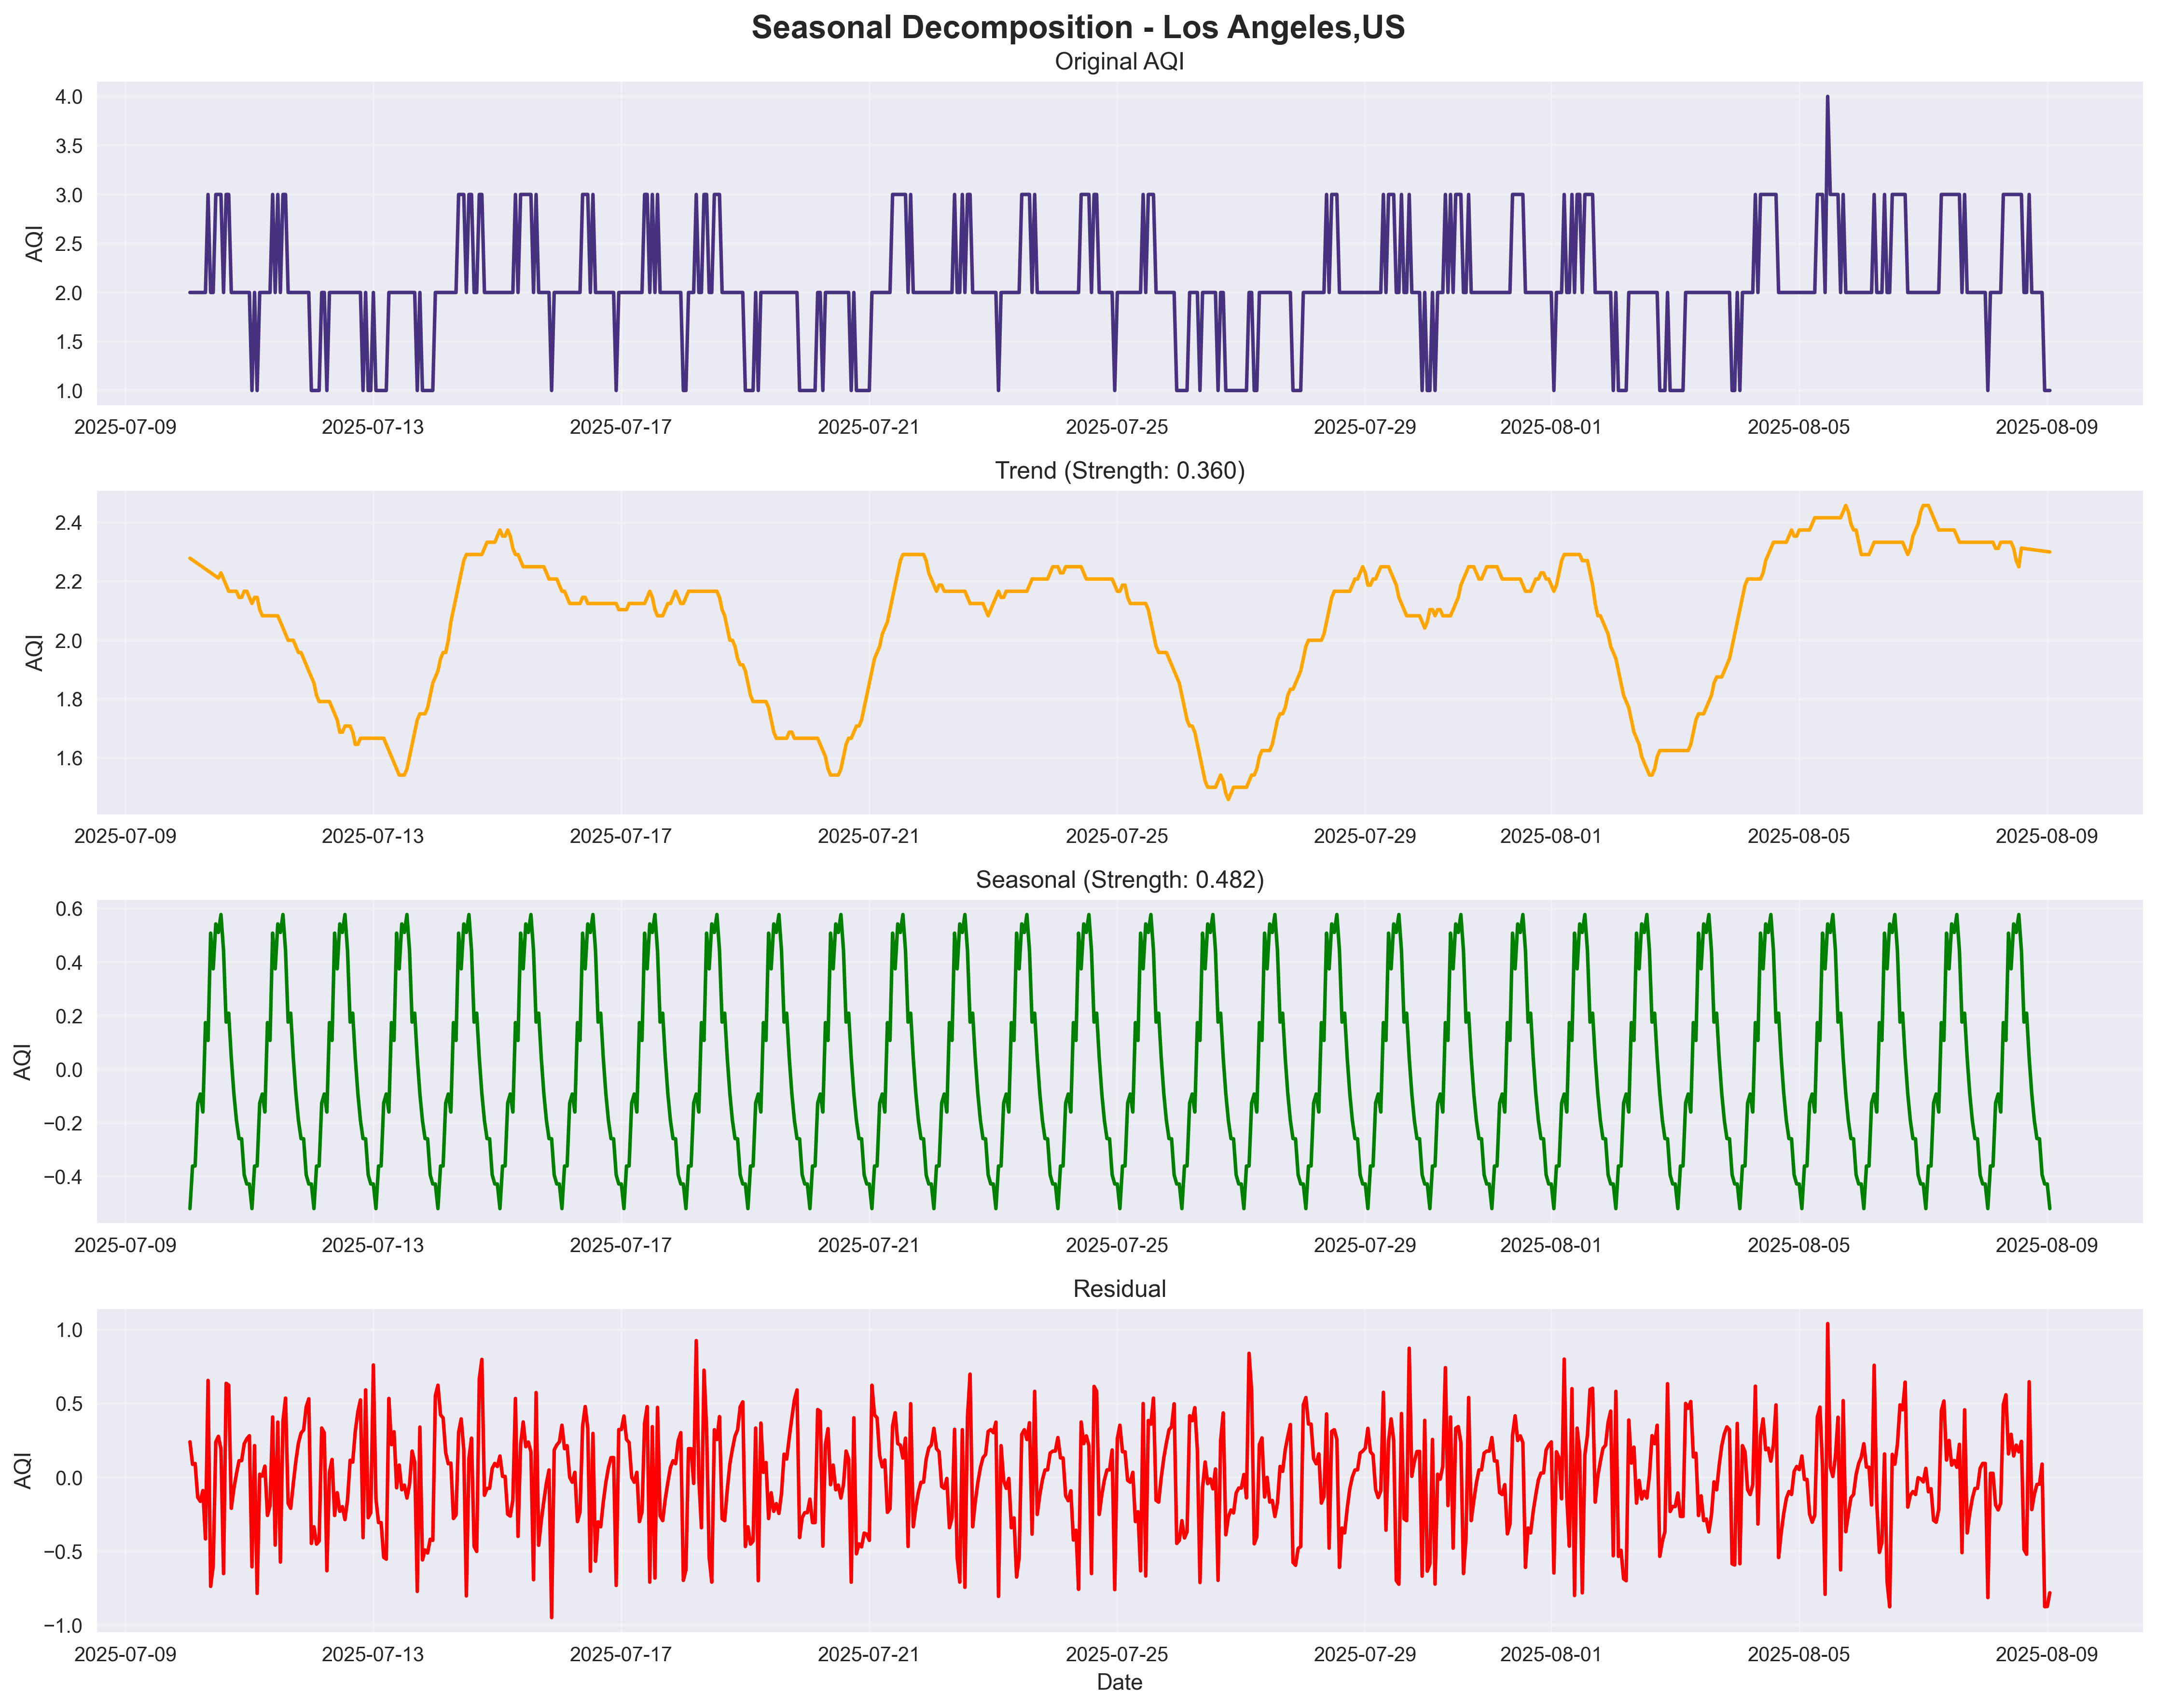 Seasonal Decomposition - Los Angeles,US
Original AQI
AQI
4.0
3.5
3.0
2.5
2.0
1.5
1.0
2025-07-09 2025-07-13 2025-07-17 2025-07-21 2025-07-25 2025-07-29 2025-08-01 2025-08-05 2025-08-09
Trend (Strength: 0.360)
AQI
2.4
2.2
2.0
1.8
1.6
2025-07-09 2025-07-13 2025-07-17 2025-07-21 2025-07-25 2025-07-29 2025-08-01 2025-08-05 2025-08-09
Seasonal (Strength: 0.482)
AQI
0.6
0.4
0.2
0.0
−0.2
−0.4
2025-07-09 2025-07-13 2025-07-17 2025-07-21 2025-07-25 2025-07-29 2025-08-01 2025-08-05 2025-08-09
Residual
AQI
1.0
0.5
0.0
−0.5
−1.0
2025-07-09 2025-07-13 2025-07-17 2025-07-21 2025-07-25 2025-07-29 2025-08-01 2025-08-05 2025-08-09
Date